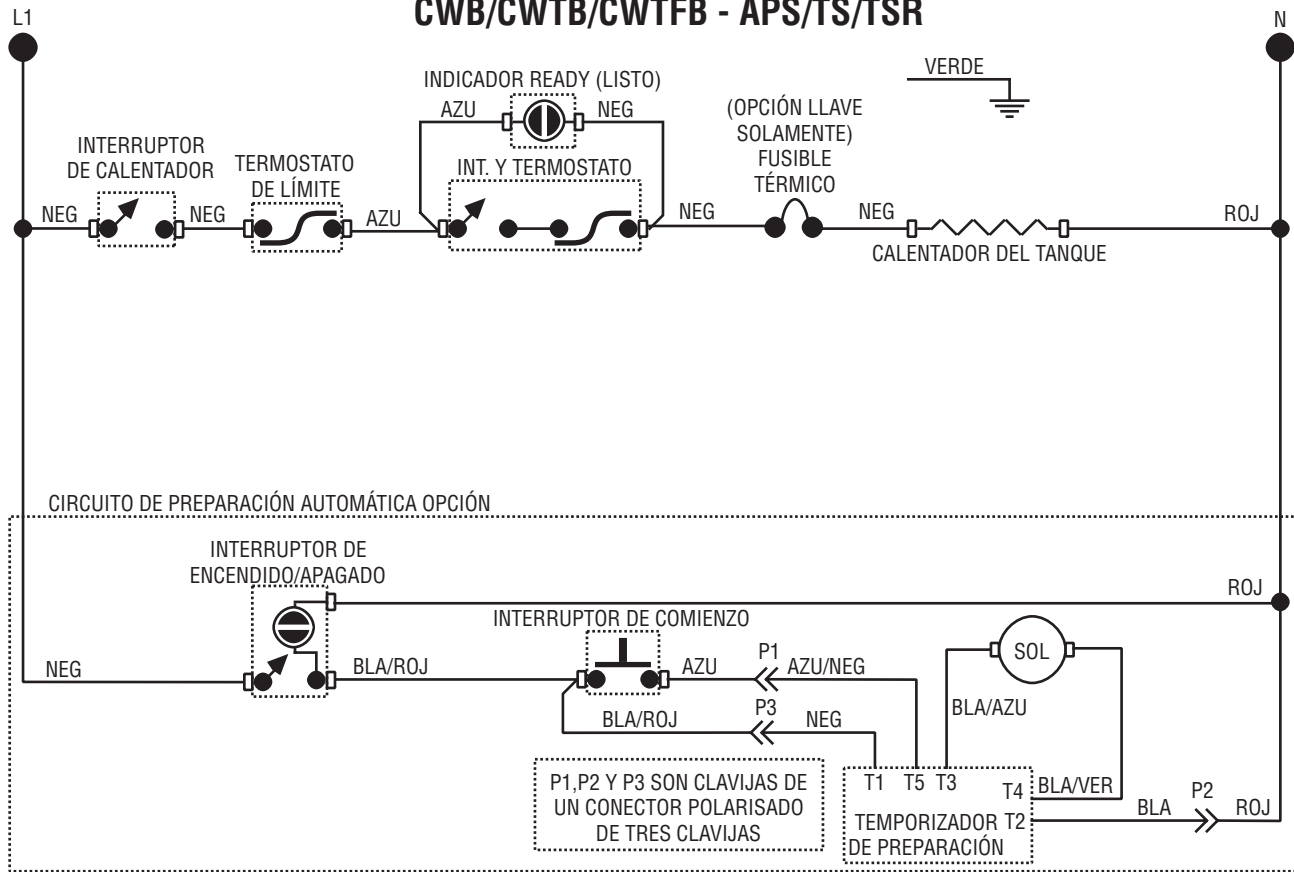 CWB/CWTB/CWTFB - APS/TS/TSR
L1
N
INDICADOR READY (LISTO)
AZU
NEG
VERDE
(OPCIÓN LLAVE
SOLAMENTE)
FUSIBLE
TÉRMICO
INTERRUPTOR
DE CALENTADOR
TERMOSTATO
DE LÍMITE
INT. Y TERMOSTATO
NEG
NEG
AZU
NEG
NEG
ROJ
CALENTADOR DEL TANQUE
CIRCUITO DE PREPARACIÓN AUTOMÁTICA OPCIÓN
INTERRUPTOR DE
ENCENDIDO/APAGADO
ROJ
INTERRUPTOR DE COMIENZO
SOL
NEG
BLA/ROJ
AZU
P1
AZU/NEG
BLA/ROJ
P3
NEG
BLA/AZU
P1,P2 Y P3 SON CLAVIJAS DE
UN CONECTOR POLARISADO
DE TRES CLAVIJAS
T1
T5
T3
T4
BLA/VER
TEMPORIZADOR
DE PREPARACIÓN
T2
BLA
P2
ROJ